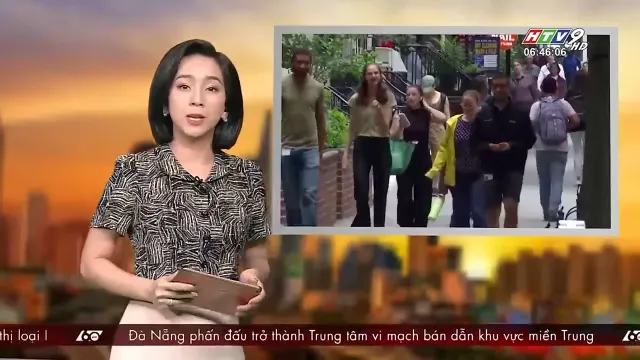 HTV9 HD
06:46:06
thị loại !
60
Đà Nẵng phấn đấu trở thành Trung tâm vi mạch bán dẫn khu vực miền Trung